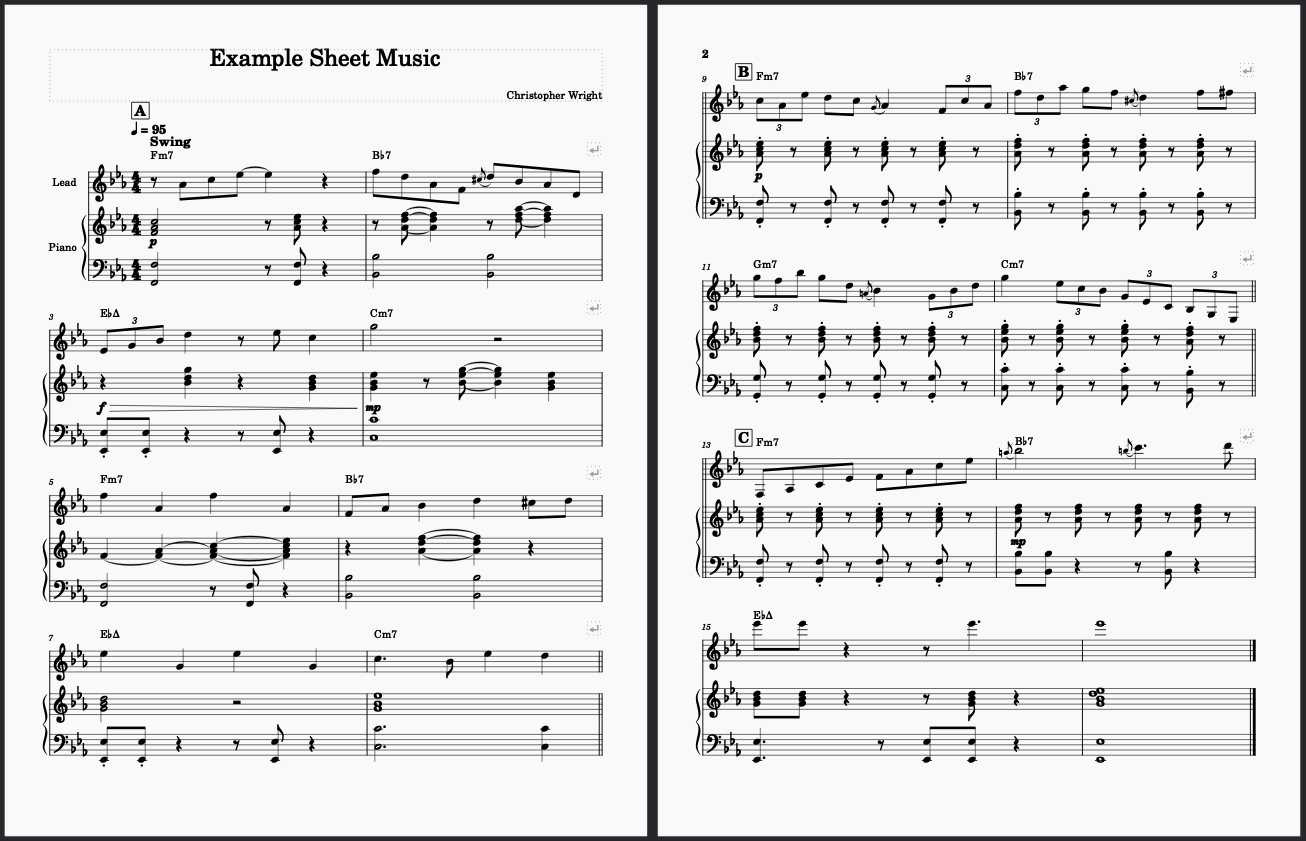 Example Sheet Music
Christopher Wright
A
♩ = 95
Swing
Fm7 B♭7
Lead
Piano
p
3
E♭Δ Cm7
3
f mp
5
Fm7 B♭7
7
E♭Δ Cm7
2
B
9
Fm7 B♭7
3 3 3
p
11
Gm7 Cm7
3 3 3 3 3
C
13
Fm7 B♭7
mp
15
E♭Δ